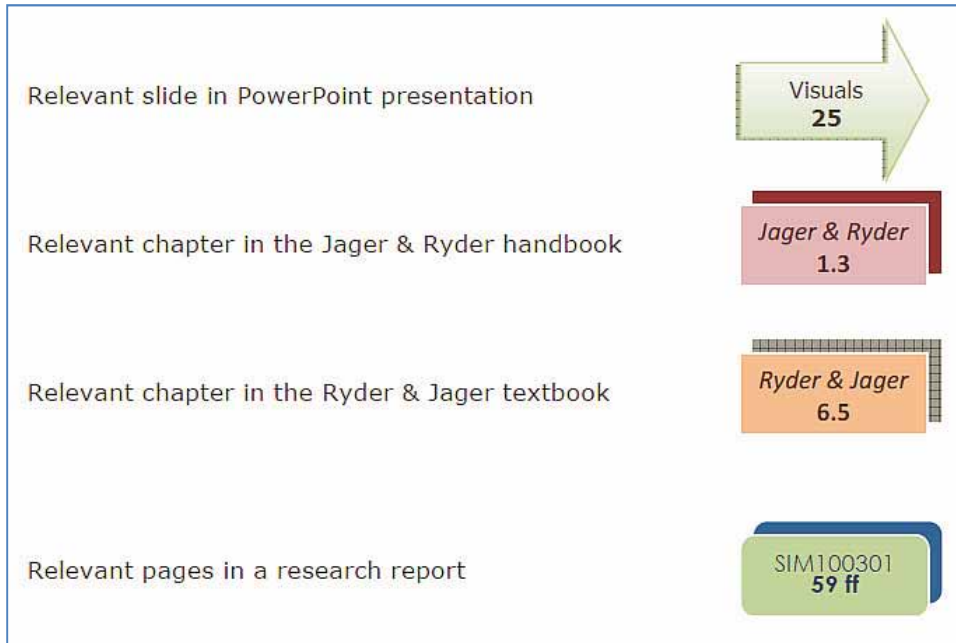 Relevant slide in PowerPoint presentation
Visuals
25
Relevant chapter in the Jager & Ryder handbook
Jager & Ryder
1.3
Relevant chapter in the Ryder & Jager textbook
Ryder & Jager
6.5
Relevant pages in a research report
SIM100301
59 ff